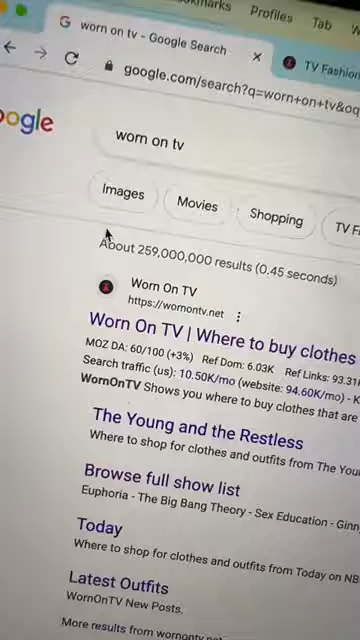 Profiles Tab
worn on tv - Google Search
TV Fashion
google.com/search?q=worn+on+tv&oq
ogle
worn on tv
Images Movies Shopping TV
About 259,000,000 results (0.45 seconds)
Worn On TV
https://wornontv.net
Worn On TV | Where to buy clothes
MOZ DA: 60/100 (+3%) Ref Dom: 6.03K Ref Links: 93.31
Search traffic (us): 10.50K/mo (website: 94.60K/mo) - K
WornOnTV Shows you where to buy clothes that are
The Young and the Restless
Where to shop for clothes and outfits from The You
Browse full show list
Euphoria - The Big Bang Theory - Sex Education - Ginn
Today
Where to shop for clothes and outfits from Today on NB
Latest Outfits
WornOnTV New Posts.
More results from wornontv.net